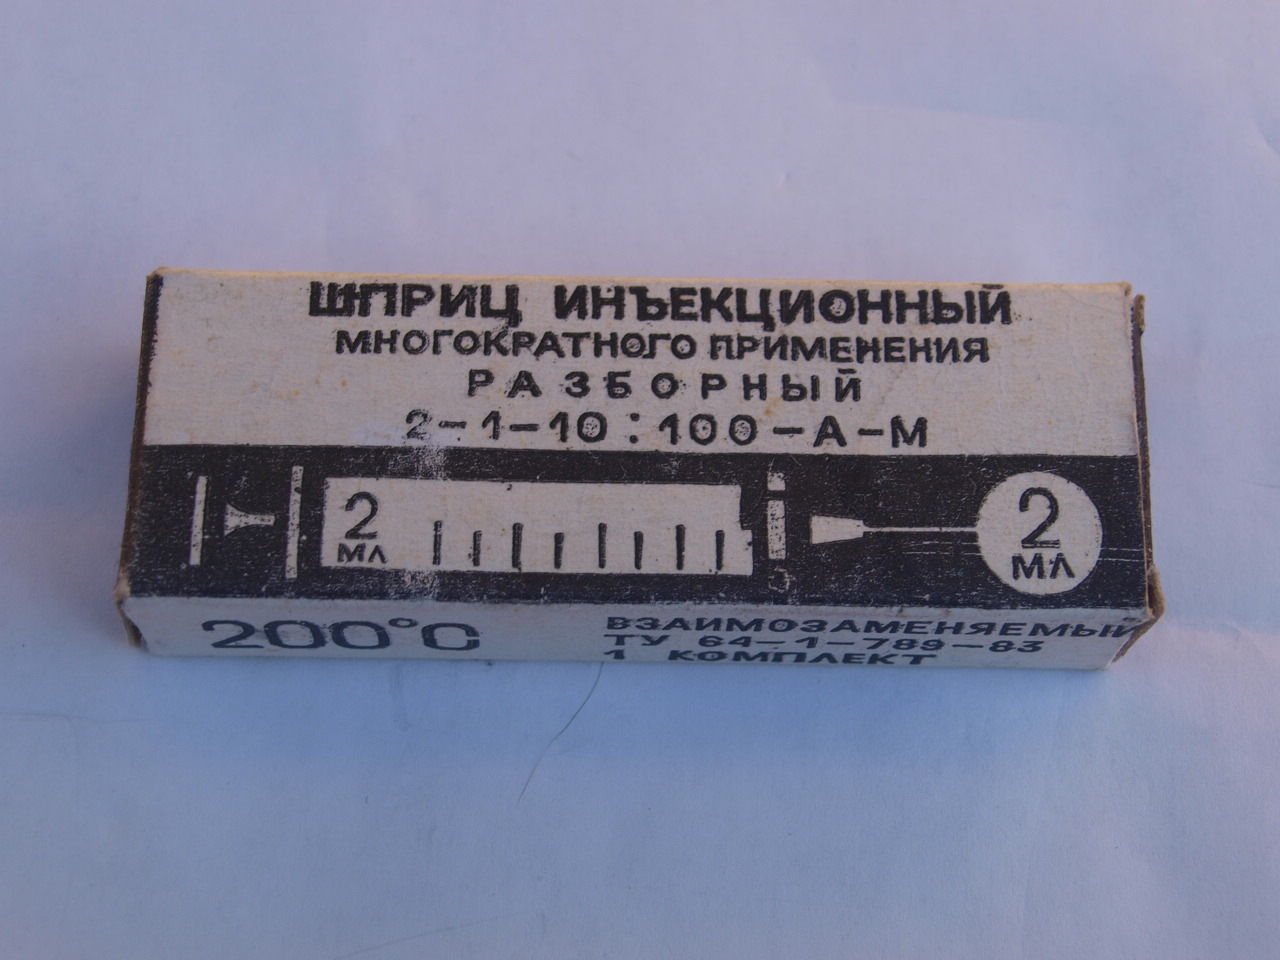 ШПРИЦ ИНЪЕКЦИОННЫЙ
МНОГОКРАТНОГО ПРИМЕНЕНИЯ
РАЗБОРНЫЙ
2-1-10:100-А-М
2
МЛ
2
МЛ
200°С
ВЗАИМОЗАМЕНЯЕМЫЙ
ТУ 64-1-789-83
1 КОМПЛЕКТ